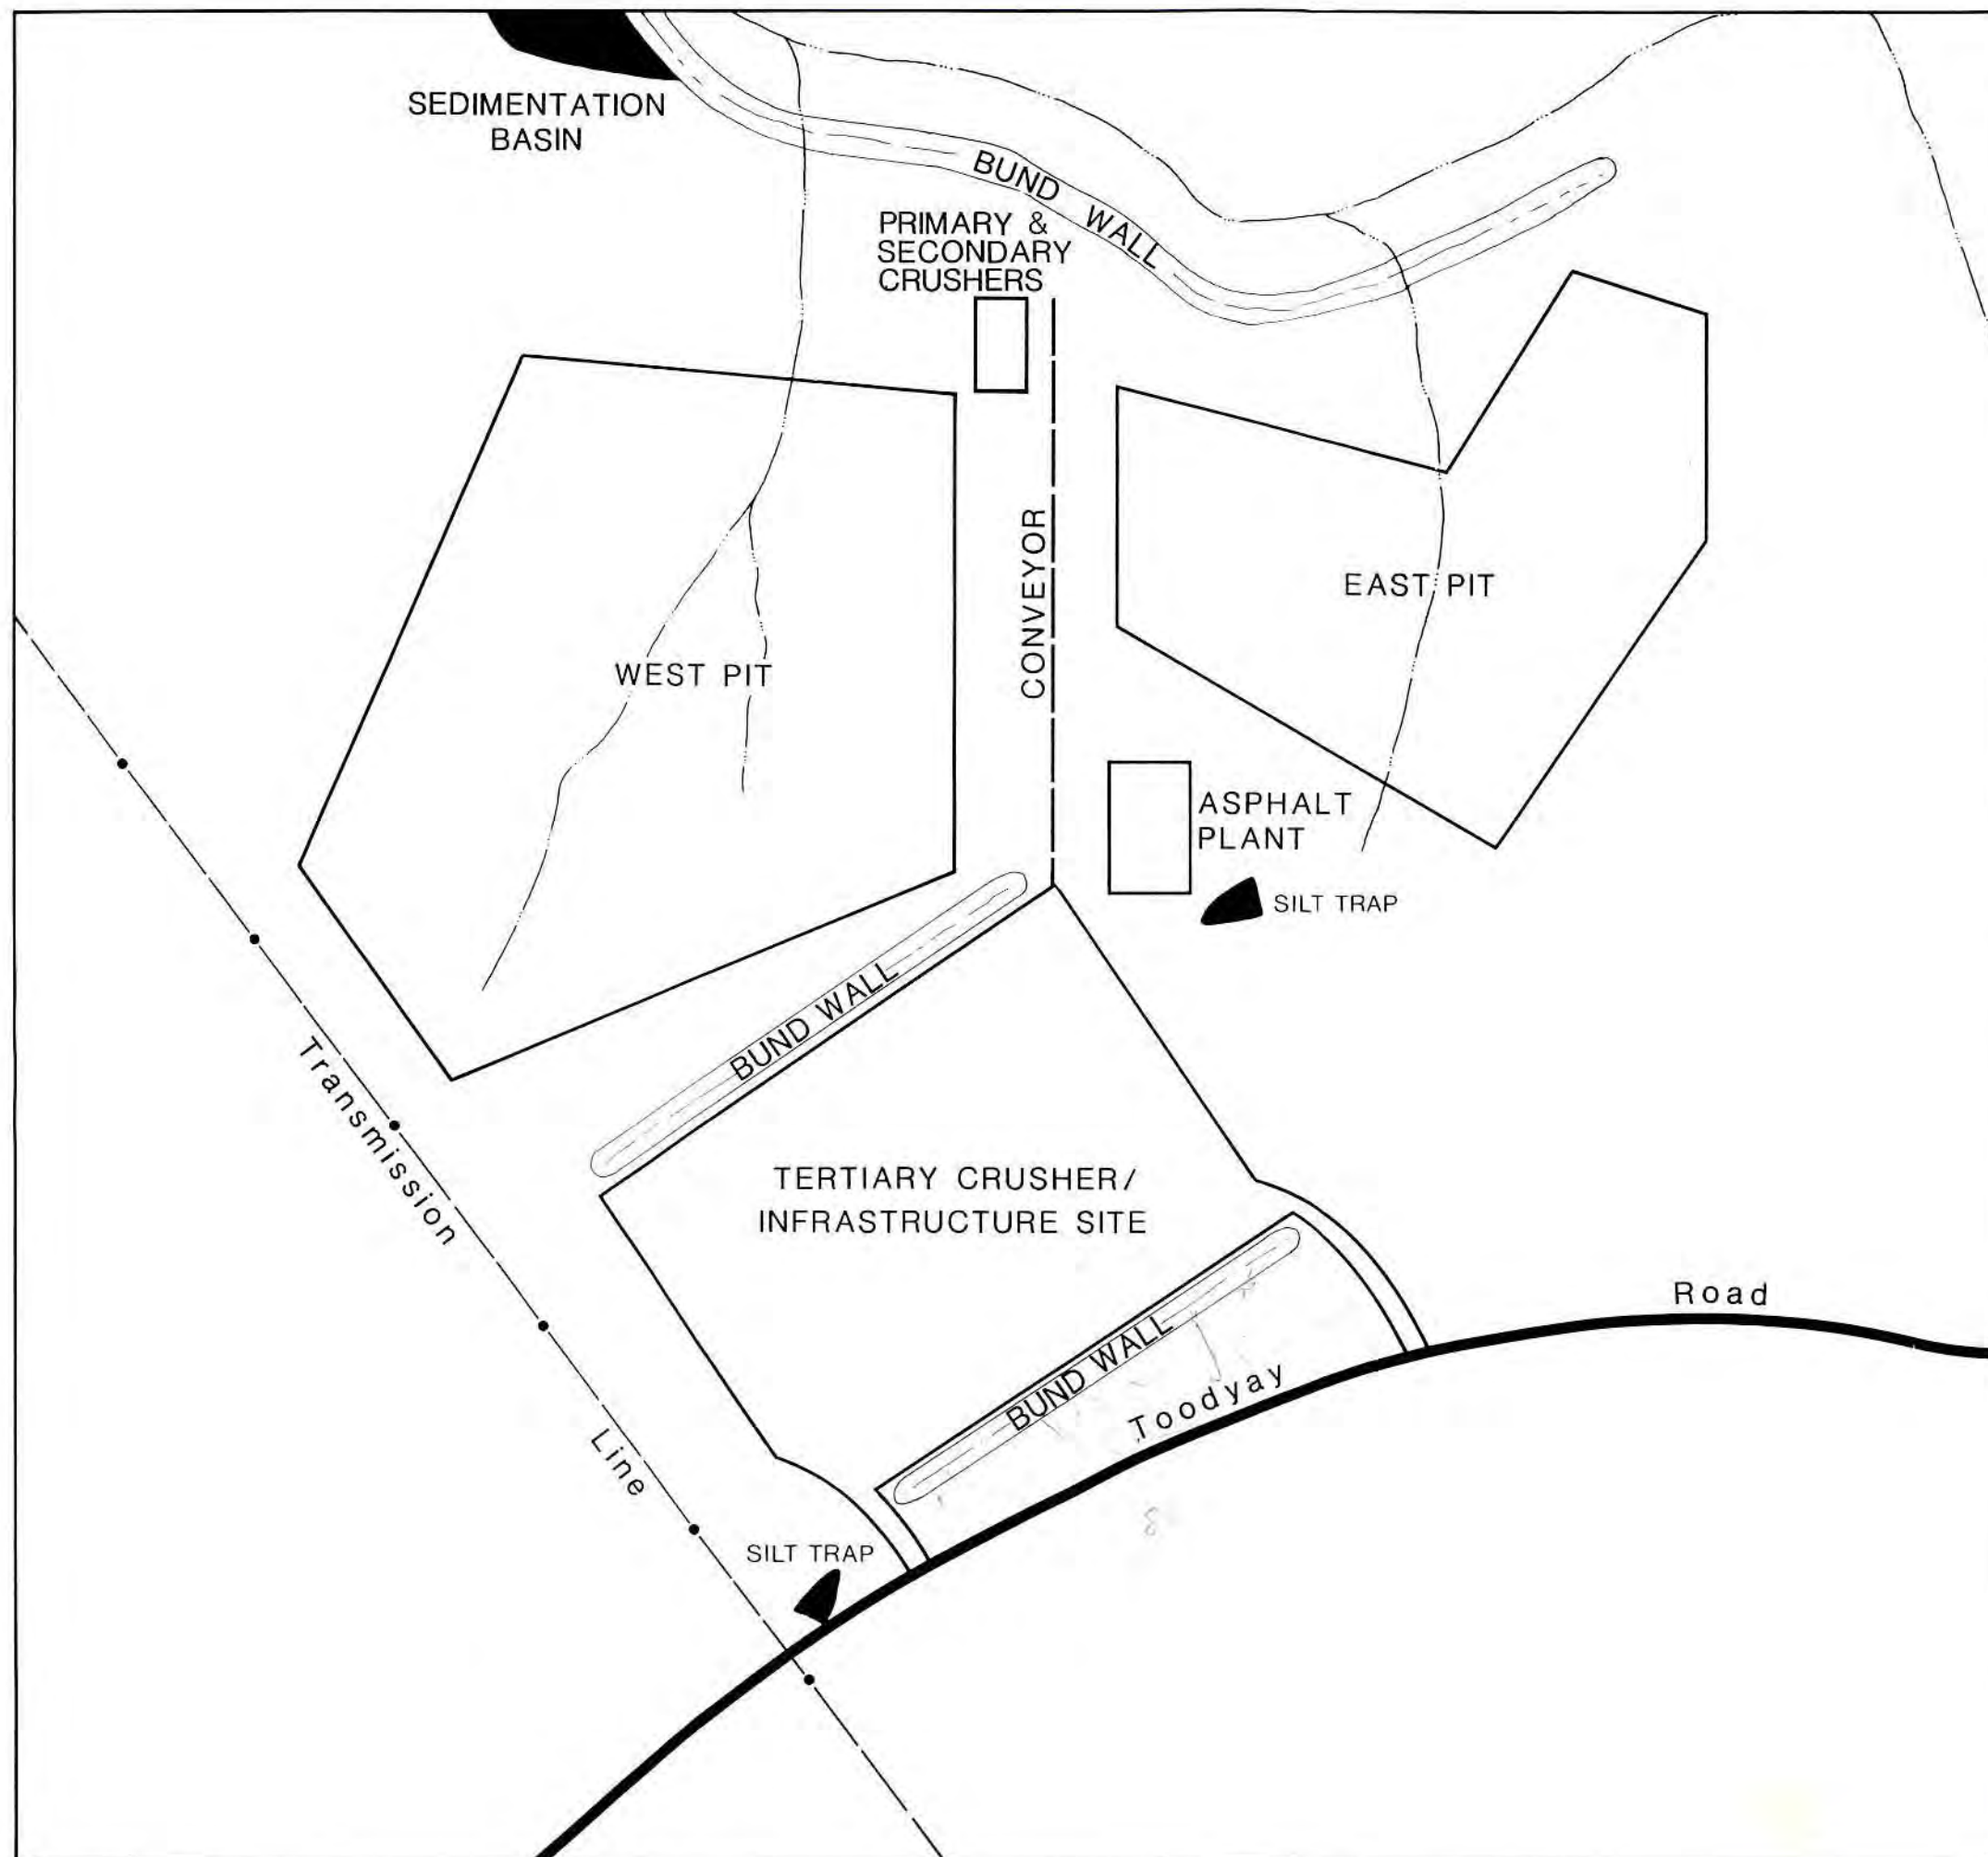 SEDIMENTATION
BASIN
BUND WALL
PRIMARY &
SECONDARY
CRUSHERS
CONVEYOR
EAST PIT
WEST PIT
ASPHALT
PLANT
SILT TRAP
BUND WALL
Transmission Line
TERTIARY CRUSHER/
INFRASTRUCTURE SITE
BUND WALL
Toodyay Road
SILT TRAP
8